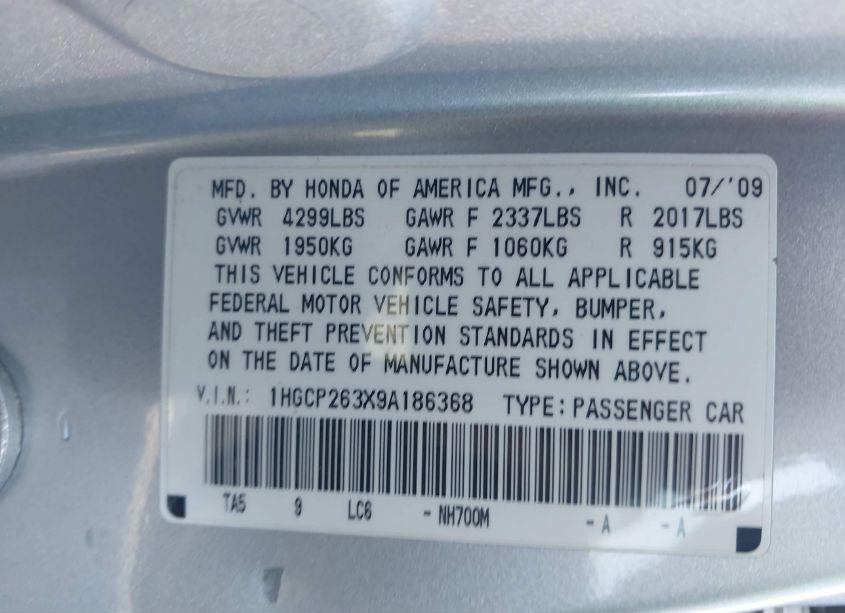 MFD. BY HONDA OF AMERICA MFG., INC. 07/'09
GVWR 4299LBS GAWR F 2337LBS R 2017LBS
GVWR 1950KG GAWR F 1060KG R 915KG
THIS VEHICLE CONFORMS TO ALL APPLICABLE
FEDERAL MOTOR VEHICLE SAFETY, BUMPER,
AND THEFT PREVENTION STANDARDS IN EFFECT
ON THE DATE OF MANUFACTURE SHOWN ABOVE.
V.I.N.: 1HGCP263X9A186368 TYPE: PASSENGER CAR
TA5 9 LC6 -NH700M -A -A